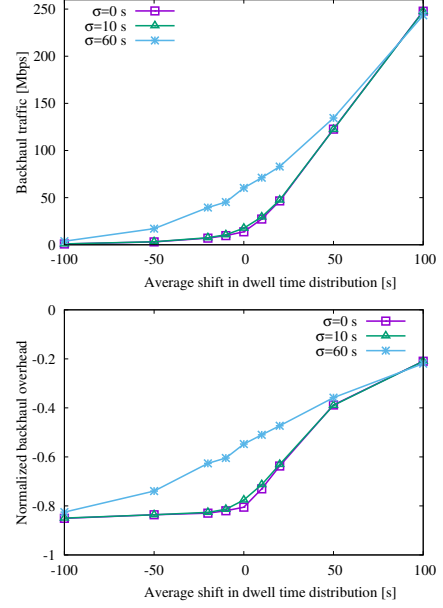 250
200
150
100
50
0
Backhaul traffic [Mbps]
σ=0 s
σ=10 s
σ=60 s
-100 -50 0 50 100
Average shift in dwell time distribution [s]
0
-0.2
-0.4
-0.6
-0.8
-1
Normalized backhaul overhead
σ=0 s
σ=10 s
σ=60 s
-100 -50 0 50 100
Average shift in dwell time distribution [s]